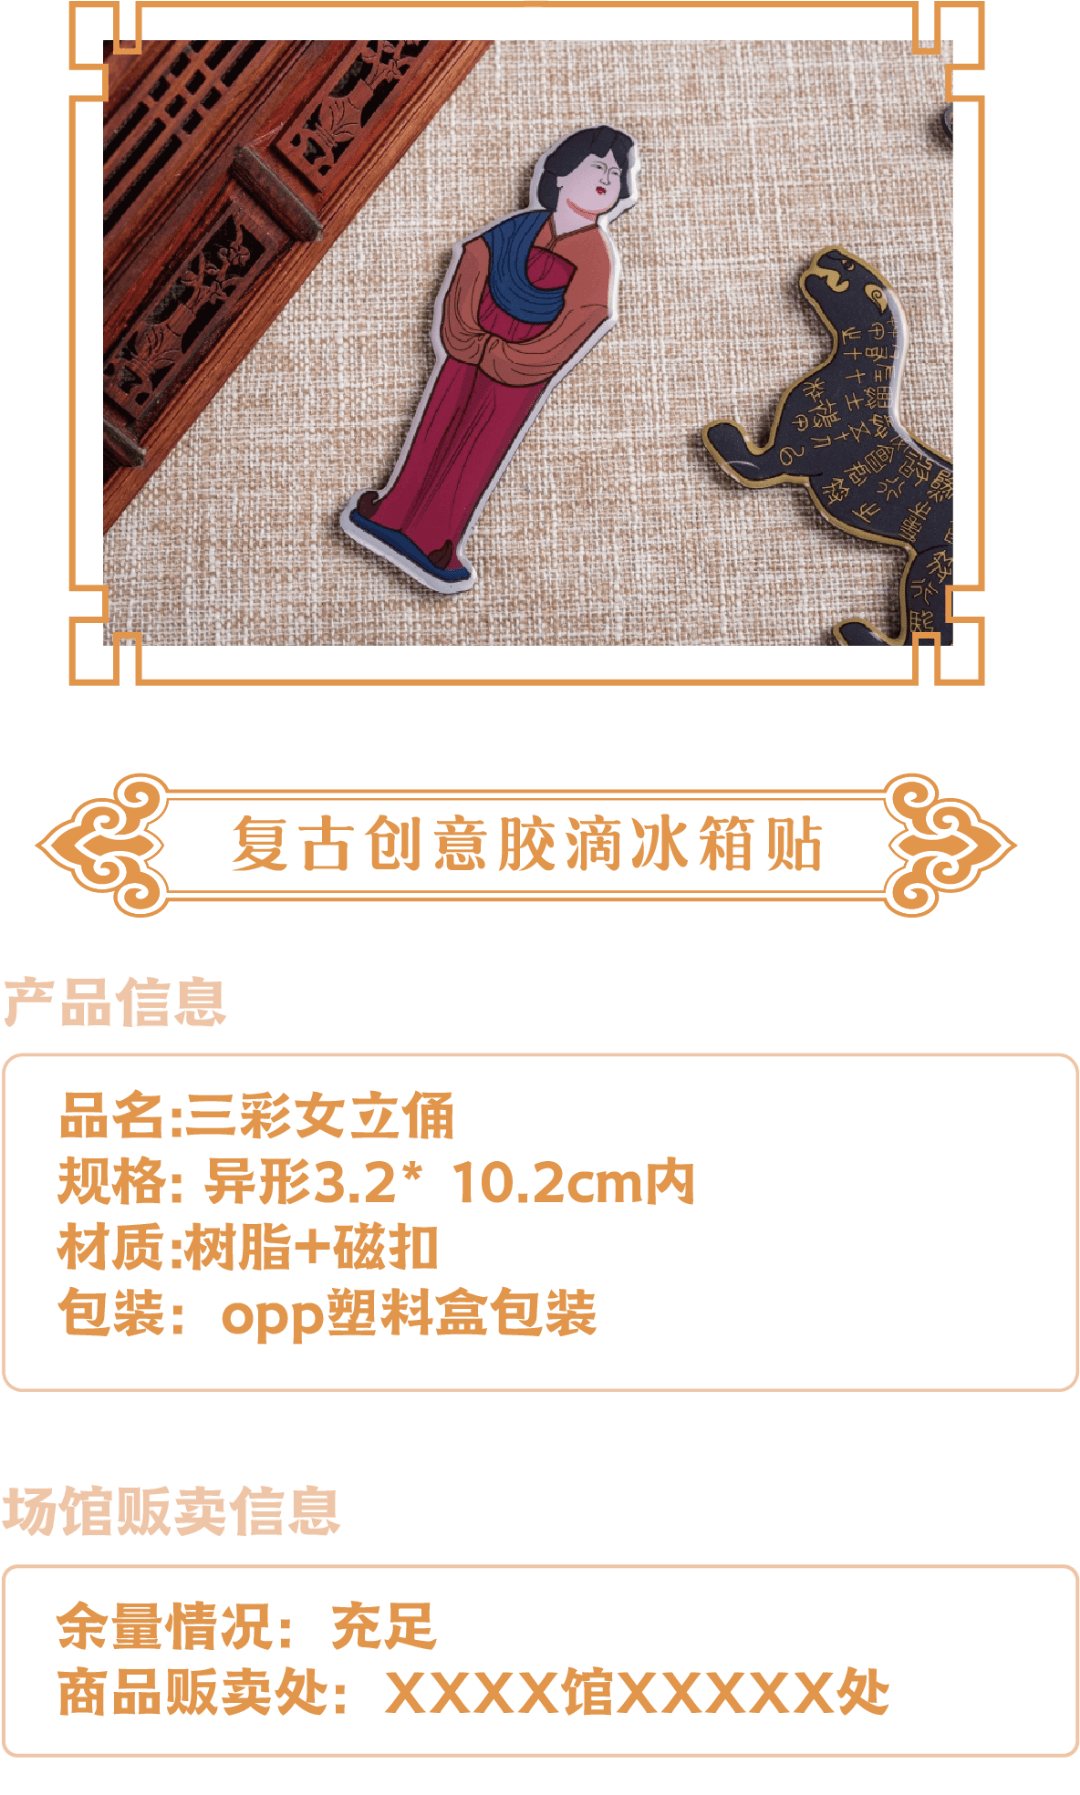 复古创意胶滴冰箱贴
产品信息
品名:三彩女立俑
规格: 异形3.2* 10.2cm内
材质:树脂+磁扣
包装：opp塑料盒包装
场馆贩卖信息
余量情况：充足
商品贩卖处：XXXX馆XXXXX处